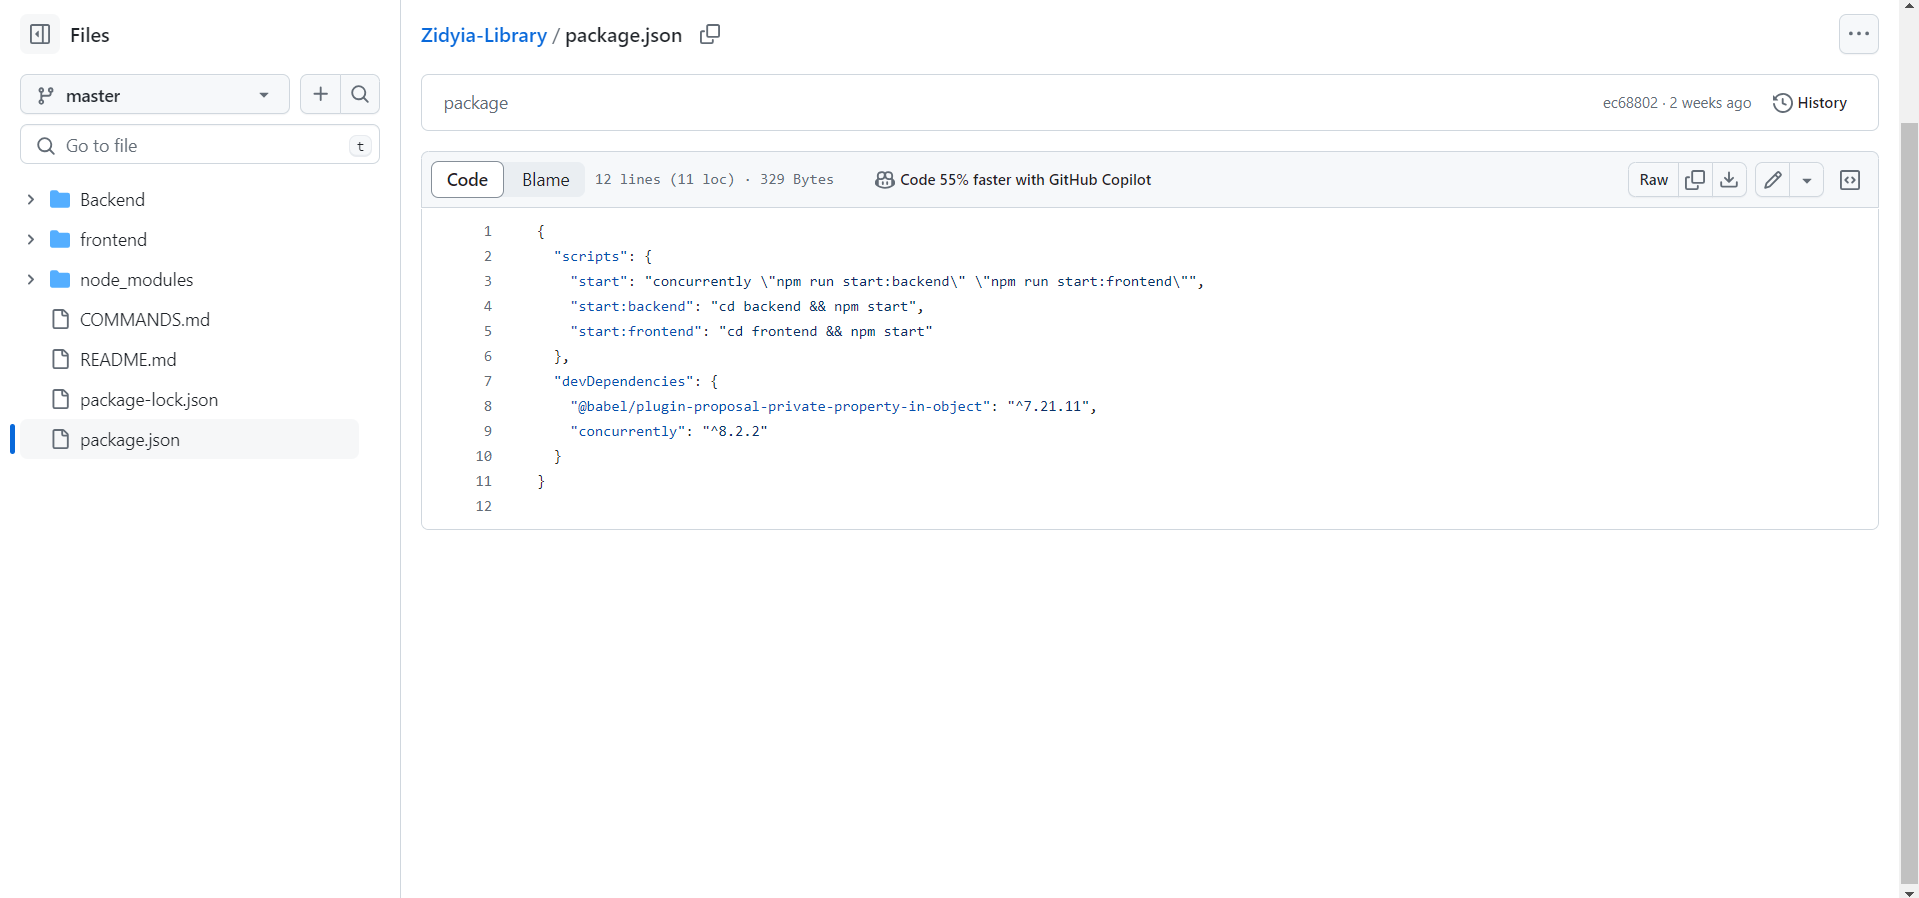 Files
master
Go to file
t
Backend
frontend
node_modules
COMMANDS.md
README.md
package-lock.json
package.json
Zidyia-Library / package.json
package
ec68802 · 2 weeks ago
History
Code
Blame
12 lines (11 loc) · 329 Bytes
Code 55% faster with GitHub Copilot
Raw
1 {
2   "scripts": {
3     "start": "concurrently \"npm run start:backend\" \"npm run start:frontend\"",
4     "start:backend": "cd backend && npm start",
5     "start:frontend": "cd frontend && npm start"
6   },
7   "devDependencies": {
8     "@babel/plugin-proposal-private-property-in-object": "^7.21.11",
9     "concurrently": "^8.2.2"
10   }
11 }
12